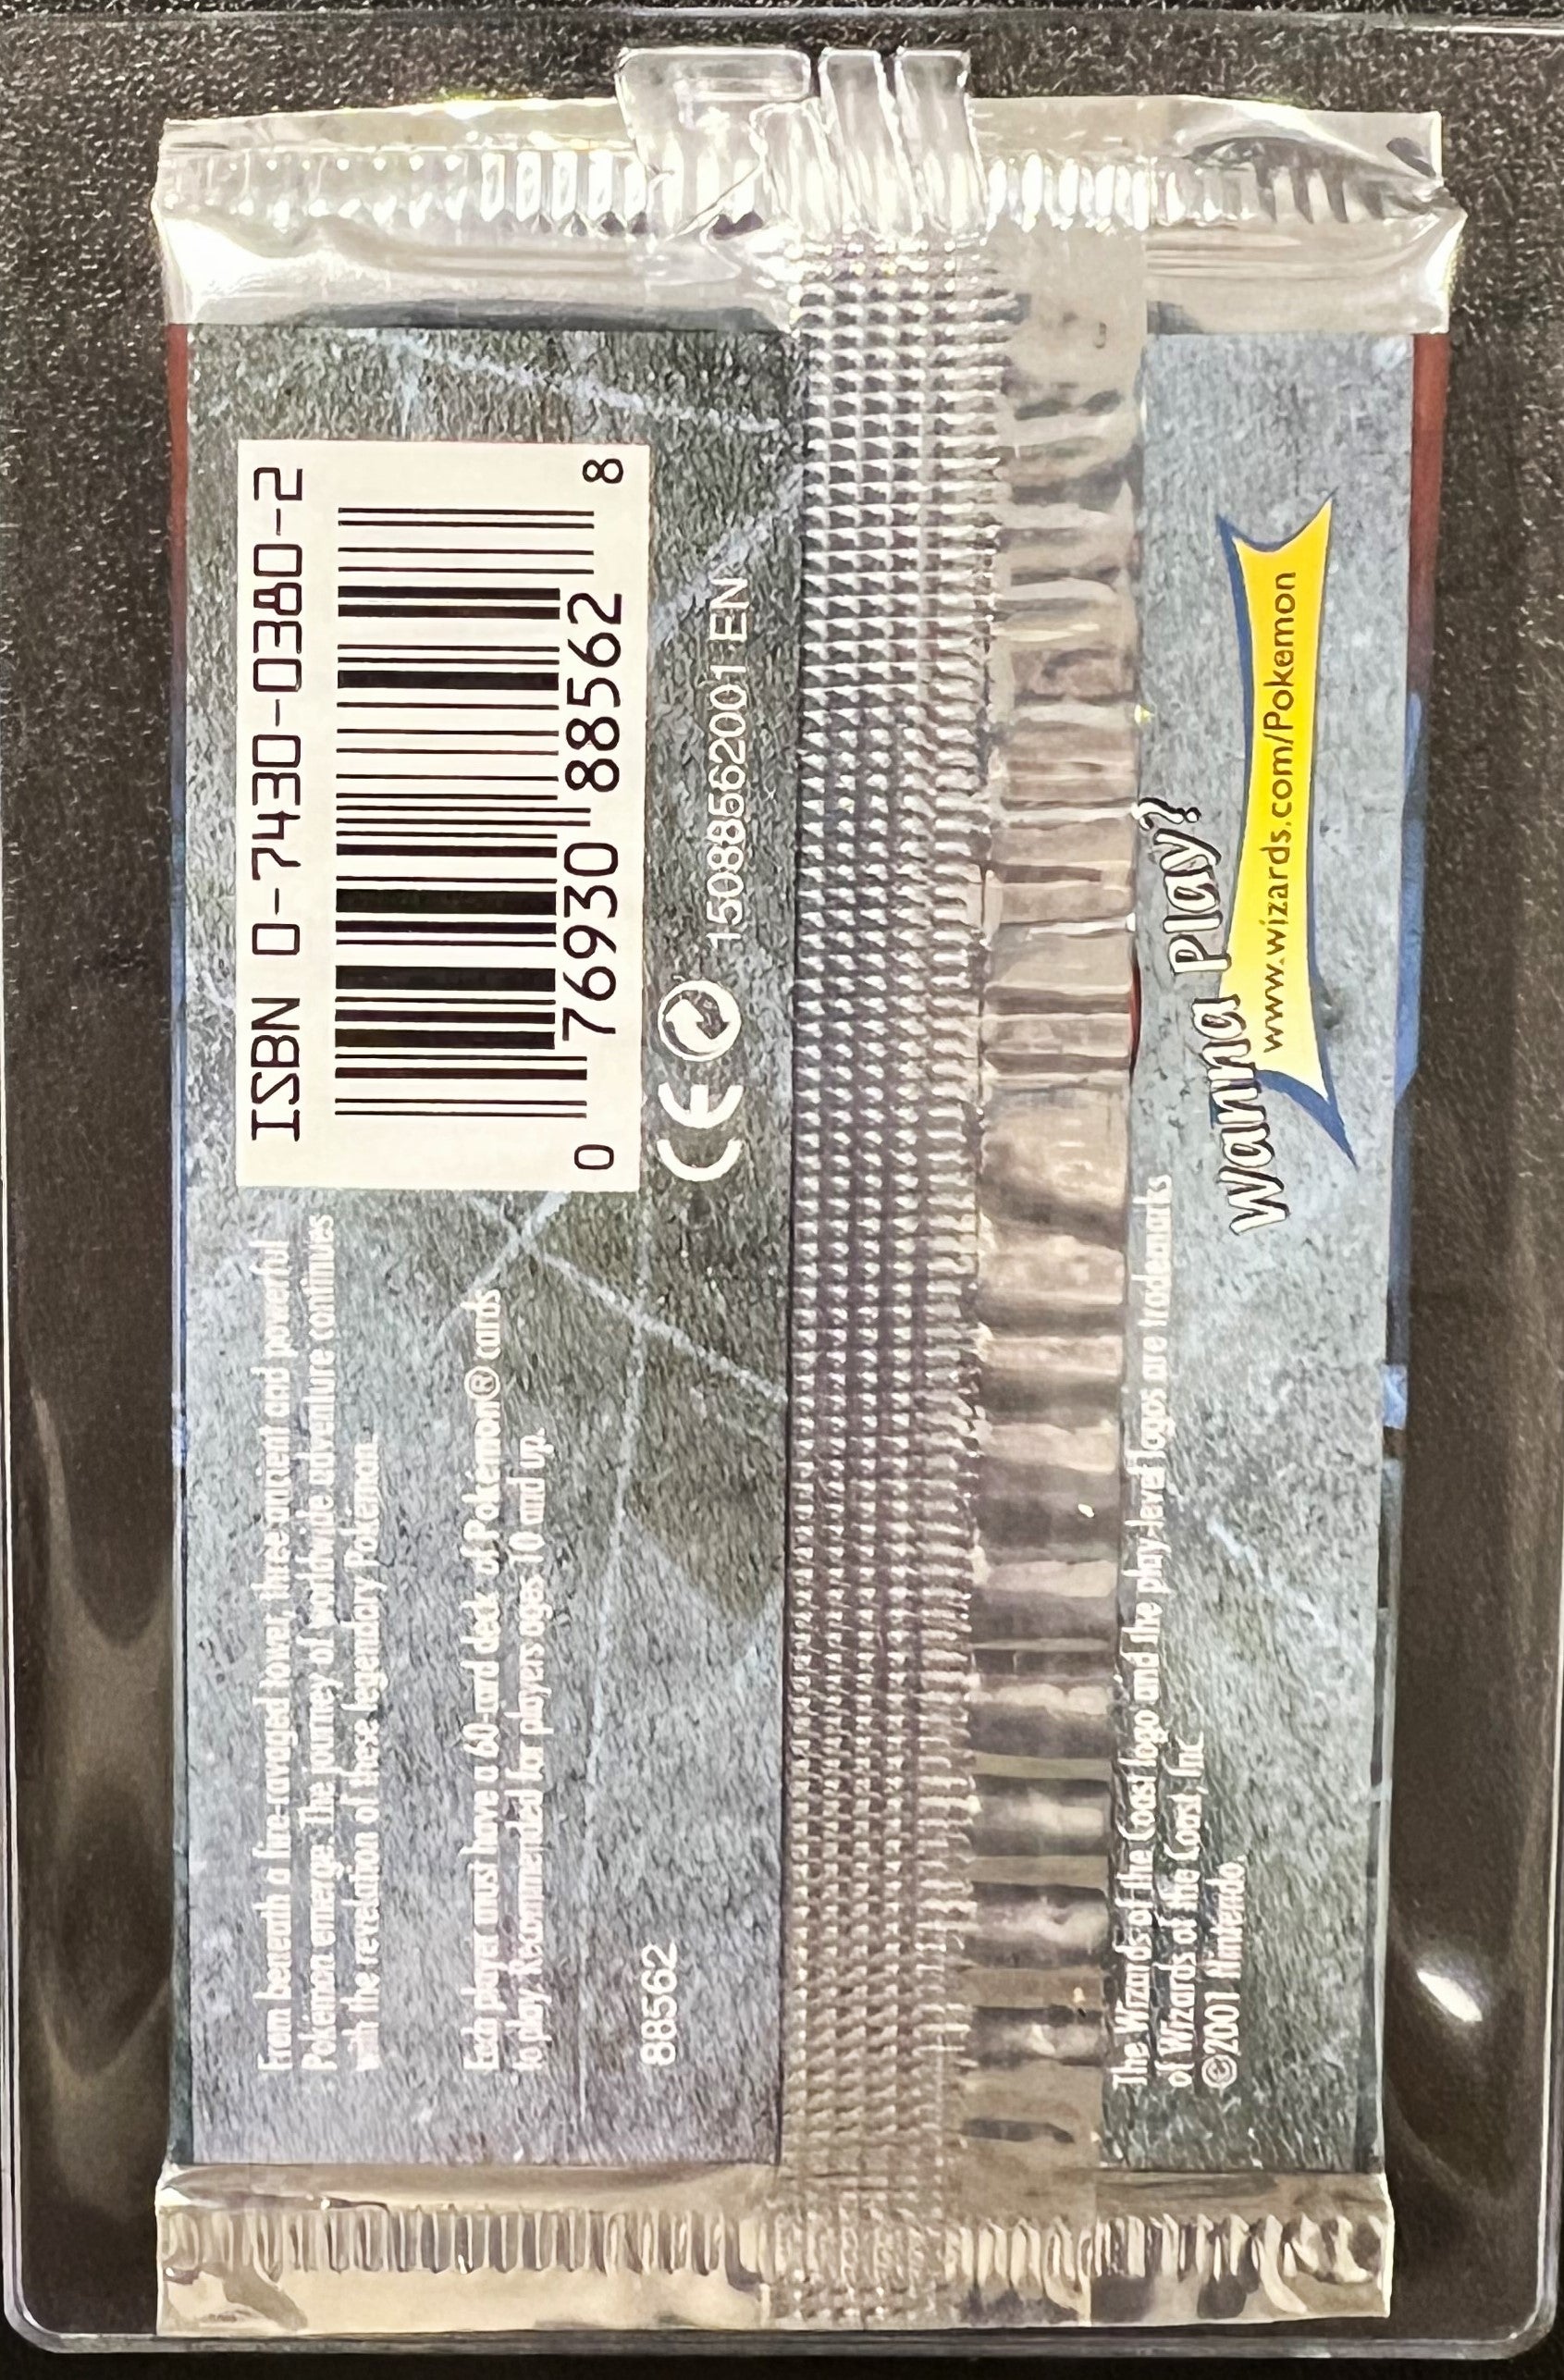 From beneath a fire-ravaged tower, three ancient and powerful
Pokémon emerge. The journey of worldwide adventure continues
with the revelation of these legendary Pokémon.
Each player must have a 60-card deck of Pokémon® cards
to play. Recommended for players ages 10 and up.
88562
ISBN 0-7430-0380-2
0 76930 88562 8
CE 15088562001 EN
The Wizards of the Coast logo and the play-level logos are trademarks
of Wizards of the Coast, Inc.
©2001 Nintendo.
Wanna Play?
www.wizards.com/Pokemon